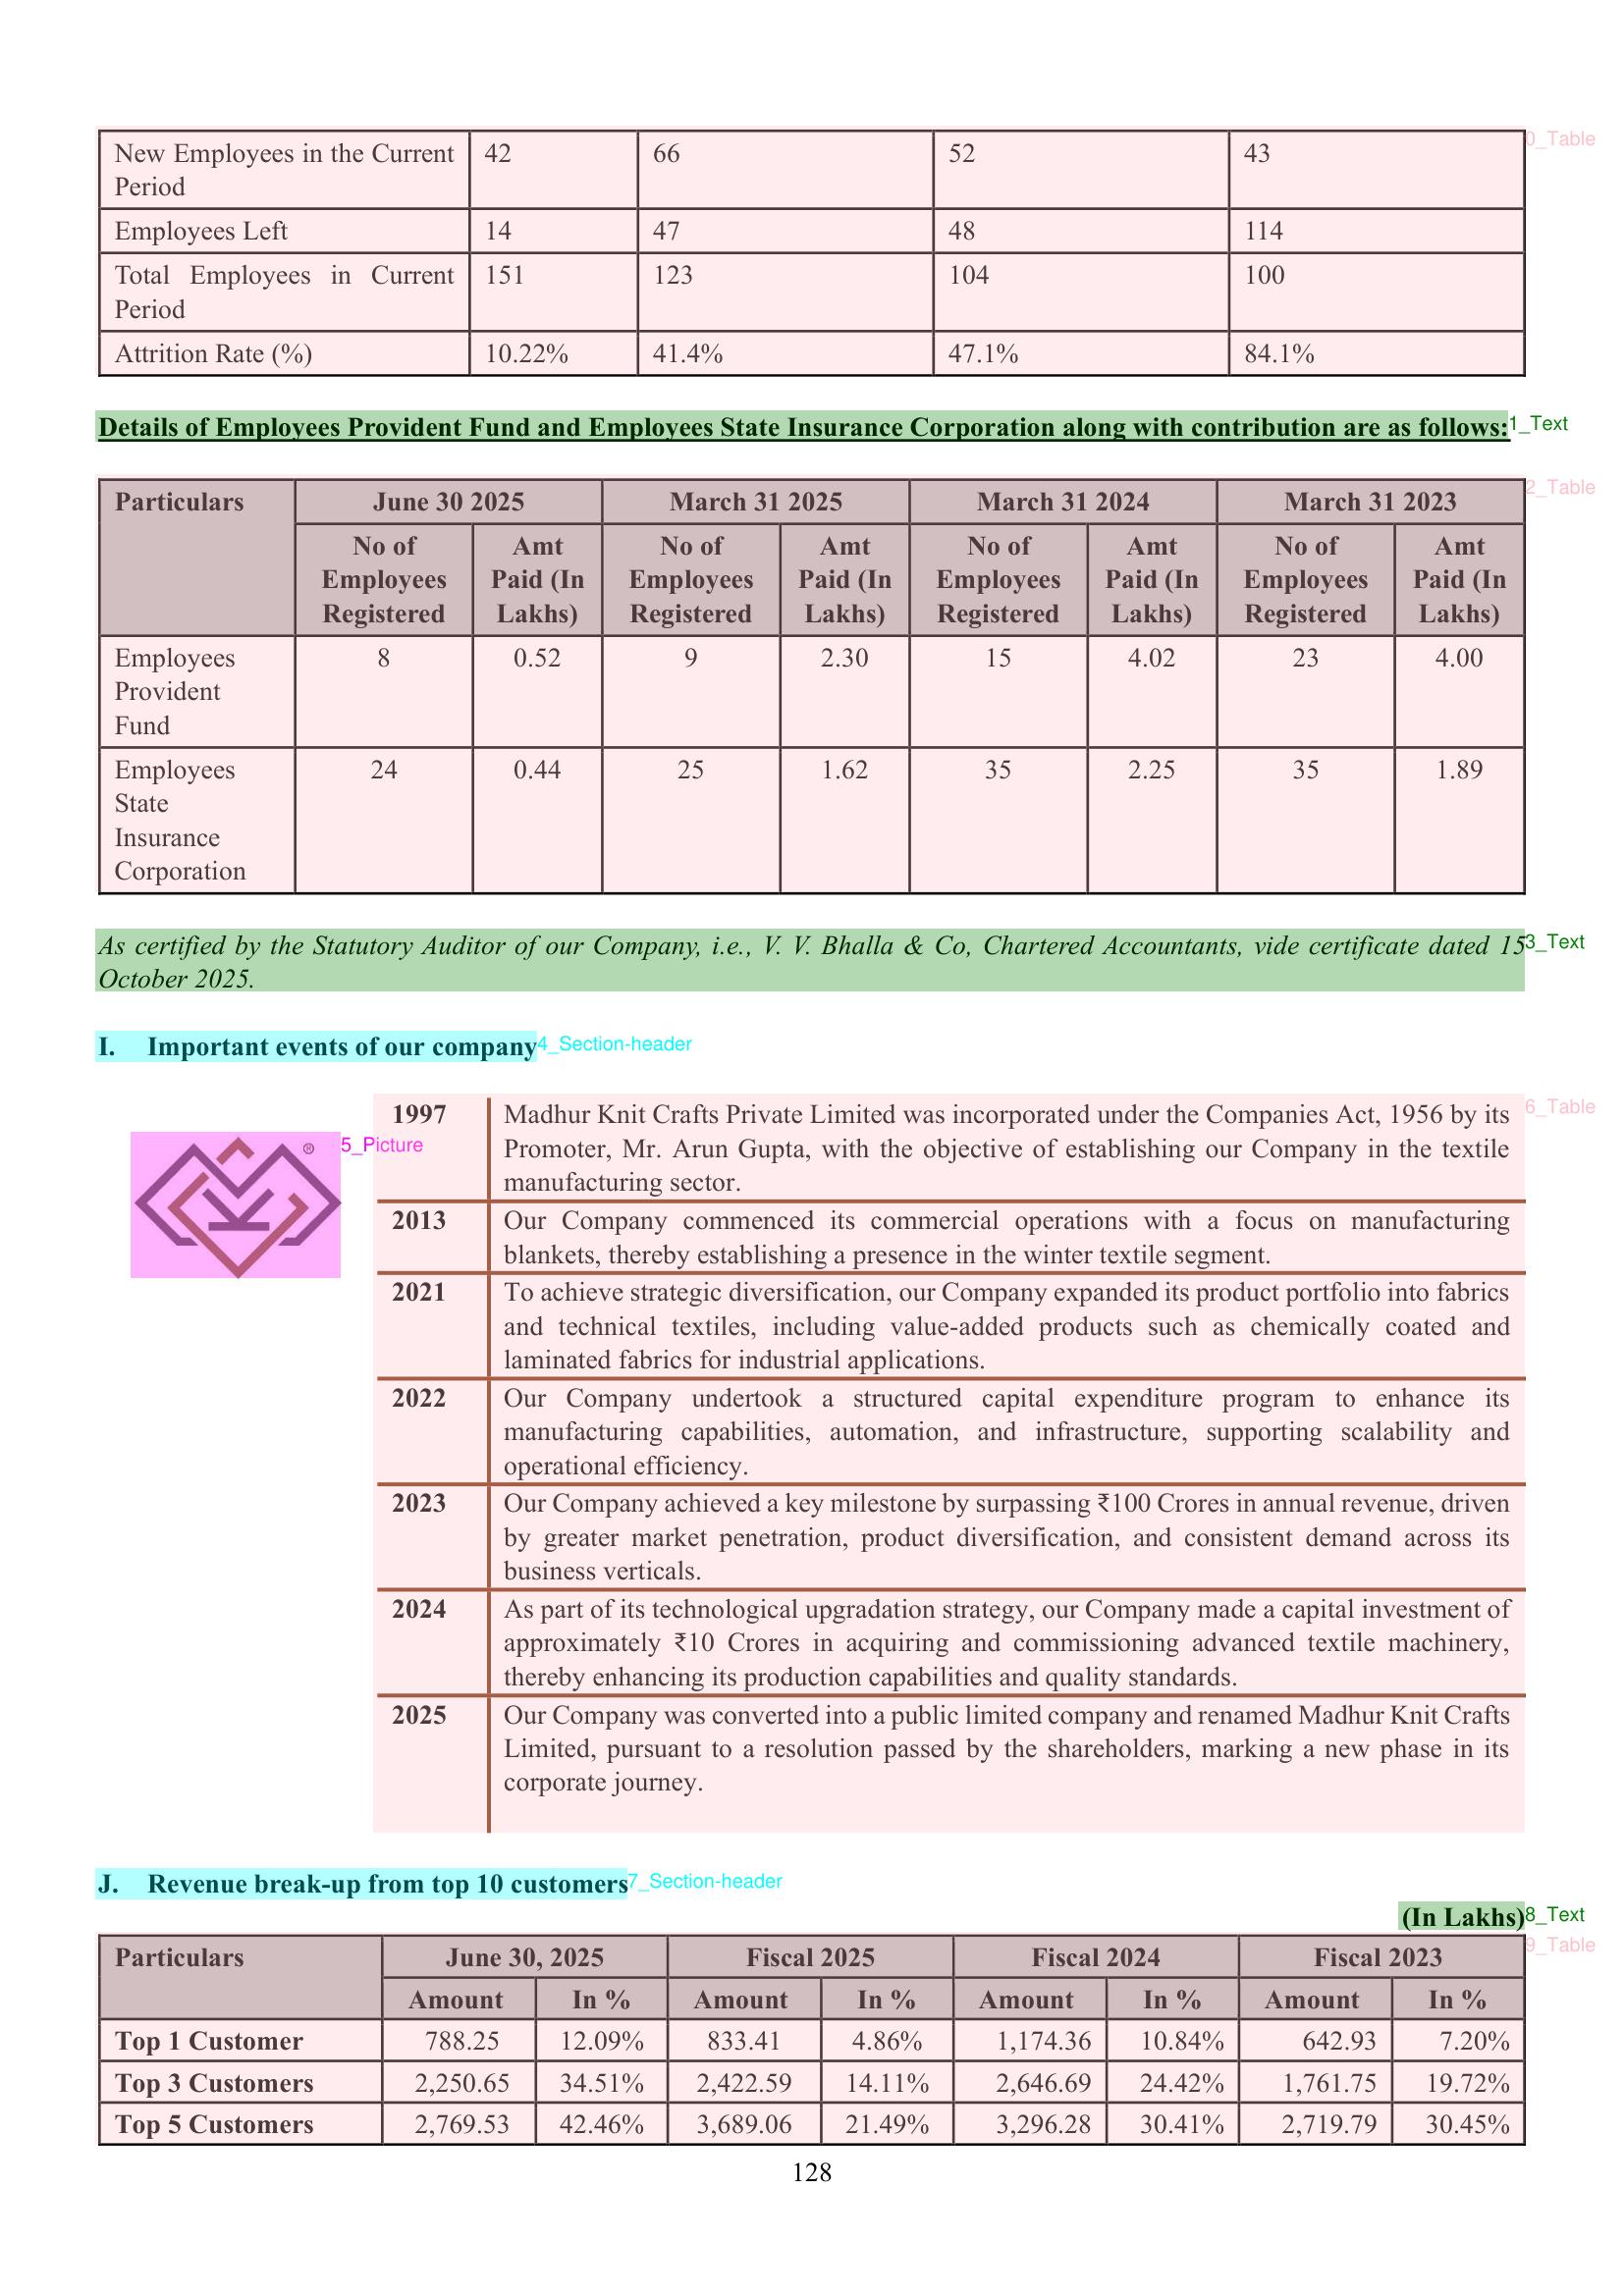 New Employees in the Current Period 42 66 52 43
Employees Left 14 47 48 114
Total Employees in Current Period 151 123 104 100
Attrition Rate (%) 10.22% 41.4% 47.1% 84.1%
0_Table
Details of Employees Provident Fund and Employees State Insurance Corporation along with contribution are as follows:
1_Text
2_Table
Particulars June 30 2025 March 31 2025 March 31 2024 March 31 2023
No of Employees Registered Amt Paid (In Lakhs) No of Employees Registered Amt Paid (In Lakhs) No of Employees Registered Amt Paid (In Lakhs) No of Employees Registered Amt Paid (In Lakhs)
Employees Provident Fund 8 0.52 9 2.30 15 4.02 23 4.00
Employees State Insurance Corporation 24 0.44 25 1.62 35 2.25 35 1.89
As certified by the Statutory Auditor of our Company, i.e., V. V. Bhalla & Co, Chartered Accountants, vide certificate dated 15
October 2025.
3_Text
I. Important events of our company
4_Section-header
5_Picture
®
6_Table
1997 Madhur Knit Crafts Private Limited was incorporated under the Companies Act, 1956 by its
Promoter, Mr. Arun Gupta, with the objective of establishing our Company in the textile
manufacturing sector.
2013 Our Company commenced its commercial operations with a focus on manufacturing
blankets, thereby establishing a presence in the winter textile segment.
2021 To achieve strategic diversification, our Company expanded its product portfolio into fabrics
and technical textiles, including value-added products such as chemically coated and
laminated fabrics for industrial applications.
2022 Our Company undertook a structured capital expenditure program to enhance its
manufacturing capabilities, automation, and infrastructure, supporting scalability and
operational efficiency.
2023 Our Company achieved a key milestone by surpassing ₹100 Crores in annual revenue, driven
by greater market penetration, product diversification, and consistent demand across its
business verticals.
2024 As part of its technological upgradation strategy, our Company made a capital investment of
approximately ₹10 Crores in acquiring and commissioning advanced textile machinery,
thereby enhancing its production capabilities and quality standards.
2025 Our Company was converted into a public limited company and renamed Madhur Knit Crafts
Limited, pursuant to a resolution passed by the shareholders, marking a new phase in its
corporate journey.
J. Revenue break-up from top 10 customers
7_Section-header
(In Lakhs)
8_Text
9_Table
Particulars June 30, 2025 Fiscal 2025 Fiscal 2024 Fiscal 2023
Amount In % Amount In % Amount In % Amount In %
Top 1 Customer 788.25 12.09% 833.41 4.86% 1,174.36 10.84% 642.93 7.20%
Top 3 Customers 2,250.65 34.51% 2,422.59 14.11% 2,646.69 24.42% 1,761.75 19.72%
Top 5 Customers 2,769.53 42.46% 3,689.06 21.49% 3,296.28 30.41% 2,719.79 30.45%
128